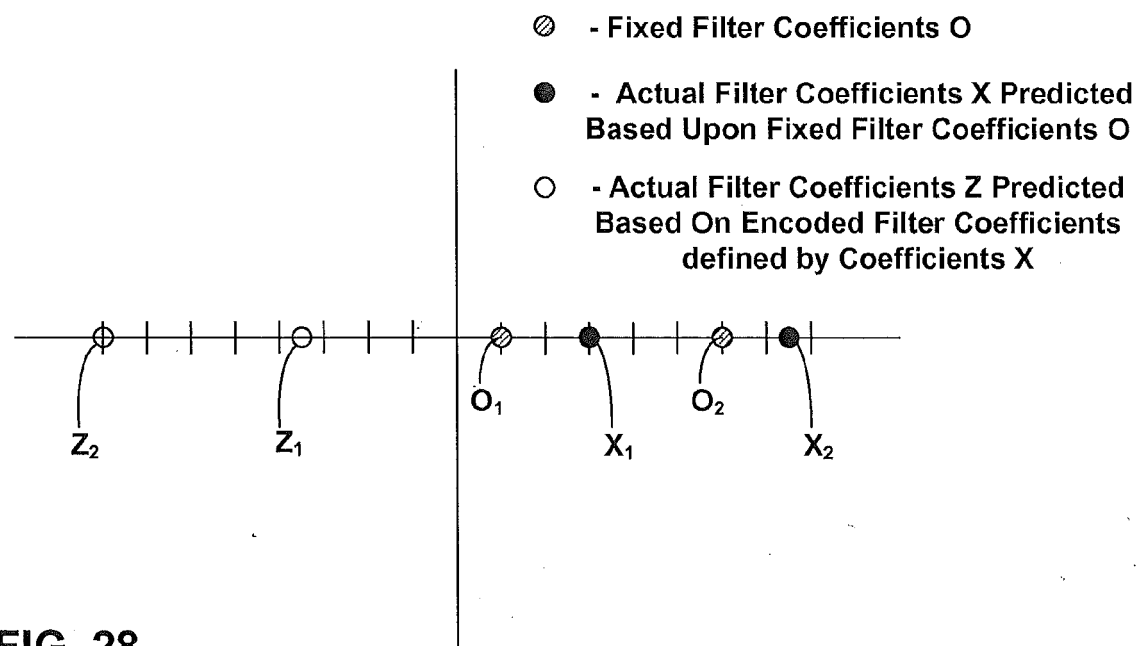 - Fixed Filter Coefficients O
- Actual Filter Coefficients X Predicted
Based Upon Fixed Filter Coefficients O
- Actual Filter Coefficients Z Predicted
Based On Encoded Filter Coefficients
defined by Coefficients X
O₁
O₂
Z₂
Z₁
X₁
X₂
FIG. 28